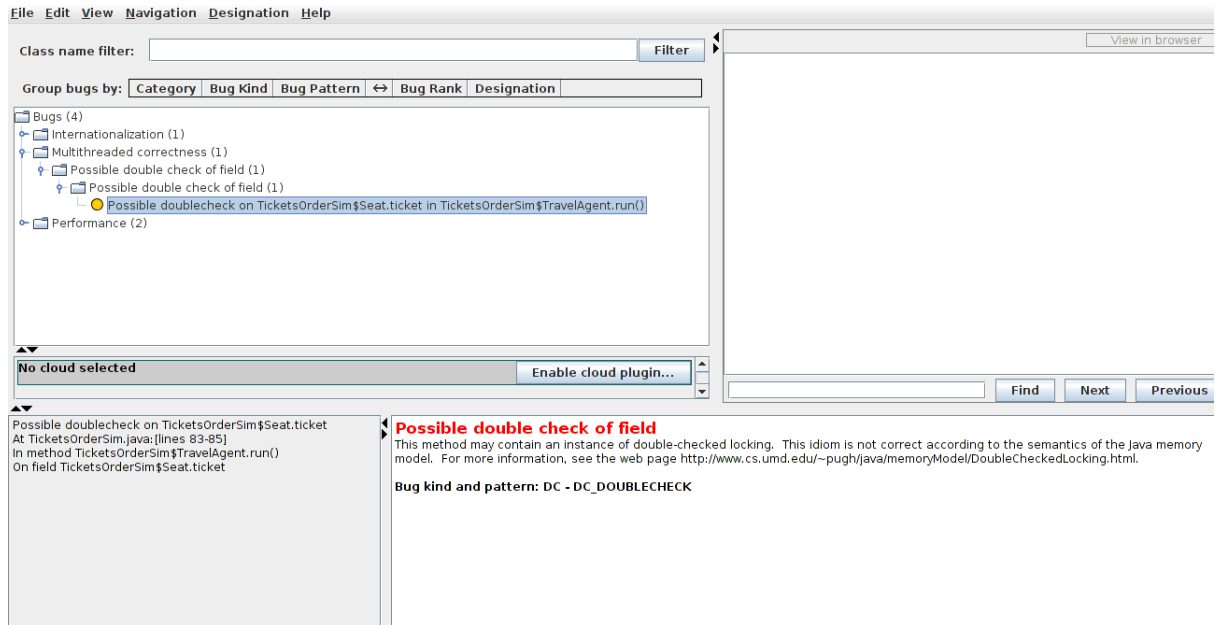 File Edit View Navigation Designation Help
Class name filter:
Filter
View in browser
Group bugs by: Category Bug Kind Bug Pattern ↔ Bug Rank Designation
Bugs (4)
Internationalization (1)
Multithreaded correctness (1)
Possible double check of field (1)
Possible double check of field (1)
Possible doublecheck on TicketsOrderSim$Seat.ticket in TicketsOrderSim$TravelAgent.run()
Performance (2)
No cloud selected
Enable cloud plugin...
Find Next Previous
Possible doublecheck on TicketsOrderSim$Seat.ticket
At TicketsOrderSim.java:[lines 83-85]
In method TicketsOrderSim$TravelAgent.run()
On field TicketsOrderSim$Seat.ticket
Possible double check of field
This method may contain an instance of double-checked locking.  This idiom is not correct according to the semantics of the Java memory
model.  For more information, see the web page http://www.cs.umd.edu/~pugh/java/memoryModel/DoubleCheckedLocking.html.
Bug kind and pattern: DC - DC_DOUBLECHECK